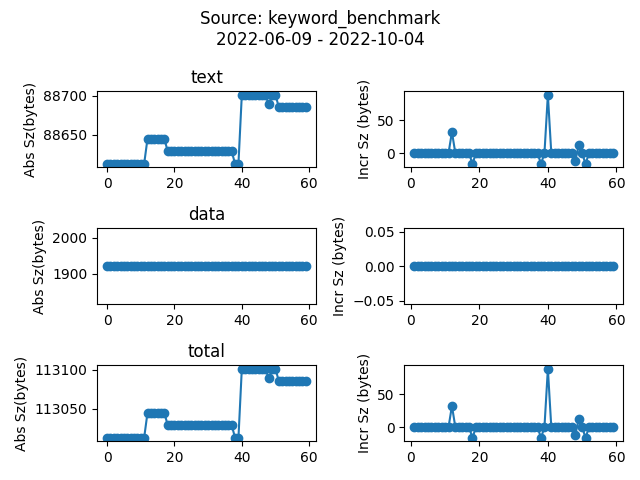 Source: keyword_benchmark
2022-06-09 - 2022-10-04
text
Abs Sz(bytes)
88700
88650
0 20 40 60
Incr Sz (bytes)
50
0
0 20 40 60
data
Abs Sz(bytes)
2000
1900
0 20 40 60
Incr Sz (bytes)
0.05
0.00
−0.05
0 20 40 60
total
Abs Sz(bytes)
113100
113050
0 20 40 60
Incr Sz (bytes)
50
0
0 20 40 60